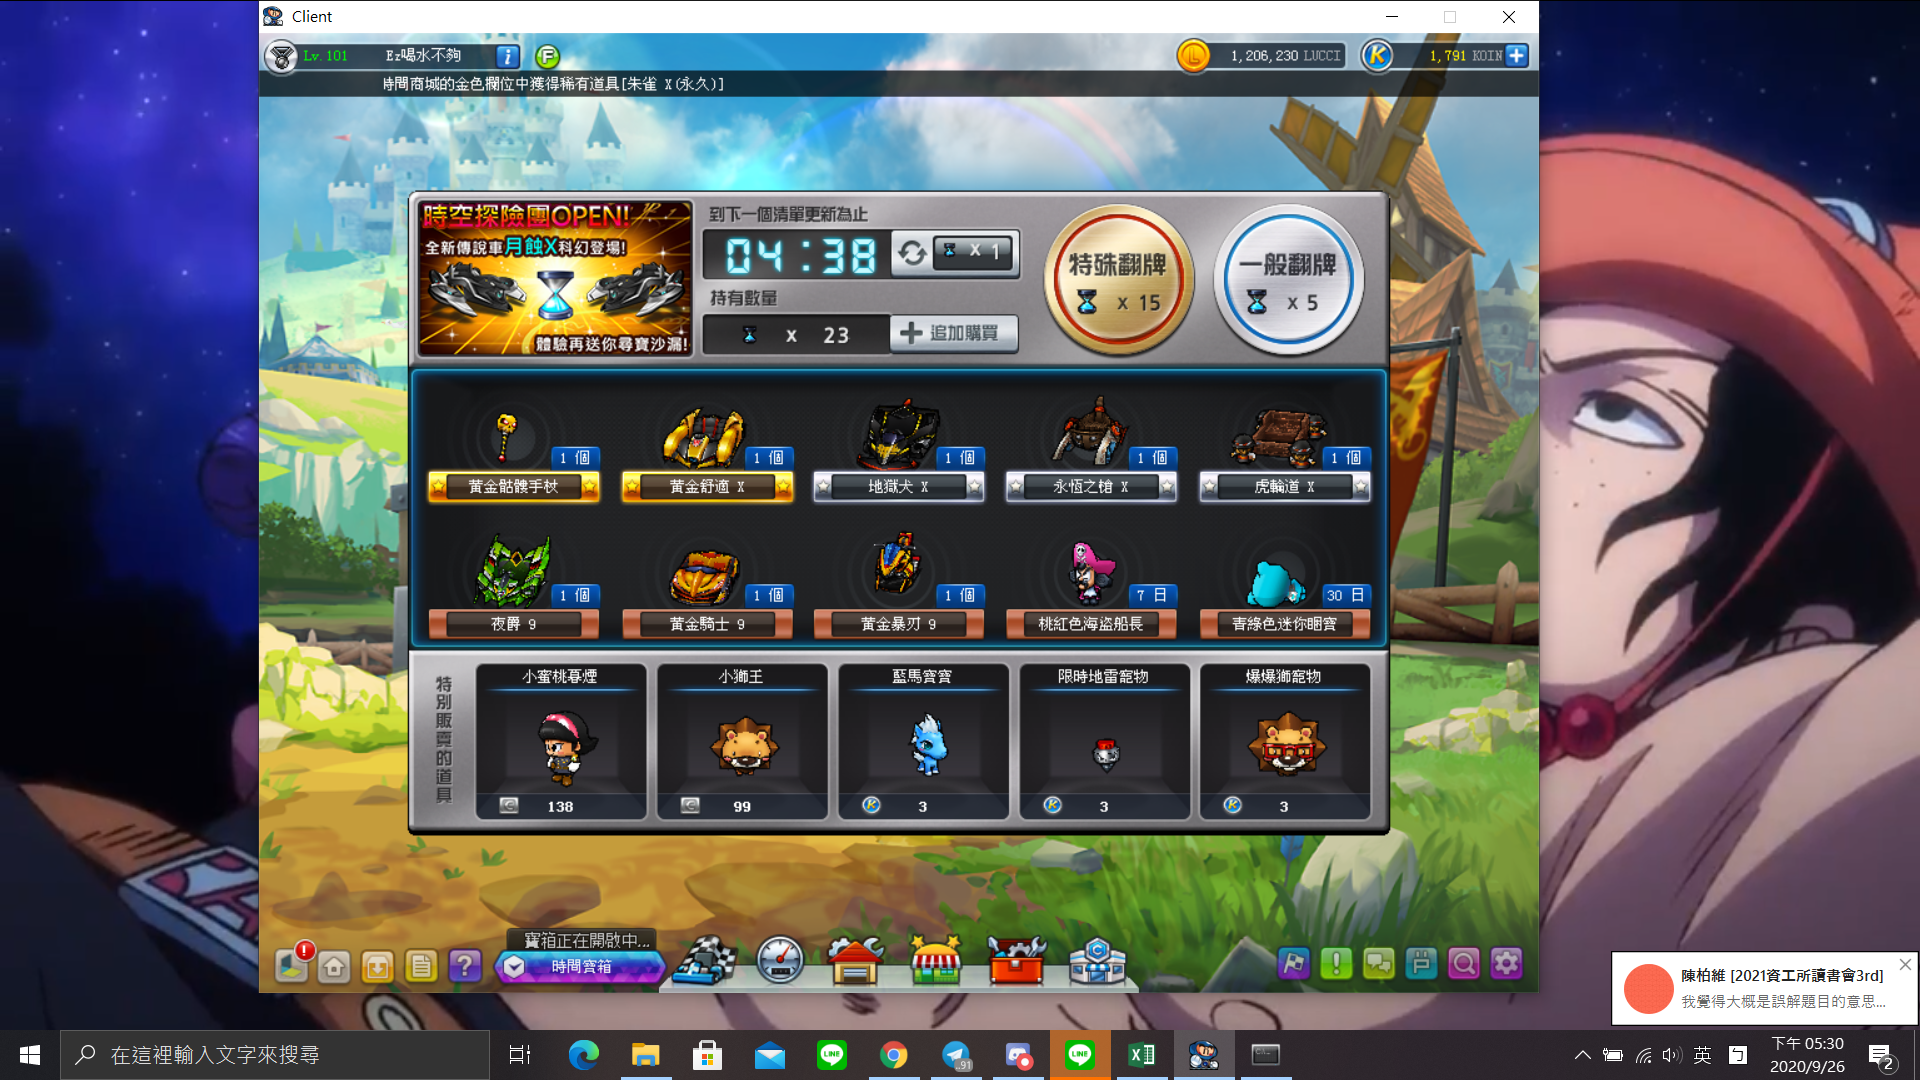 Client
Lv. 101
Ez喝水不夠
i
F
L
1,206,230 LUCCI
K
1,791 KOIN
時間商城的金色欄位中獲得稀有道具[朱雀 X(永久)]
時空探險團OPEN!
全新傳說車月蝕X科幻登場!
體驗再送你尋寶沙漏!
到下一個清單更新為止
04:38
x 1
持有數量
x 23
追加購買
特殊翻牌
x 15
一般翻牌
x 5
1 個
1 個
1 個
1 個
1 個
黃金骷髏手杖
黃金舒適 X
地獄犬 X
永恆之槍 X
虎輪道 X
1 個
1 個
1 個
7 日
30 日
夜爵 9
黃金騎士 9
黃金暴刃 9
桃紅色海盜船長
青綠色迷你睏寶
特別販賣的道具
小蜜桃暮煙
小獅王
藍馬寶寶
限時地雷寵物
爆爆獅寵物
138
99
K 3
K 3
K 3
寶箱正在開啟中...
時間寶箱
陳柏維 [2021資工所讀書會3rd]
我覺得大概是誤解題目的意思...
在這裡輸入文字來搜尋
LINE
91
LINE
英
下午 05:30
2020/9/26
2